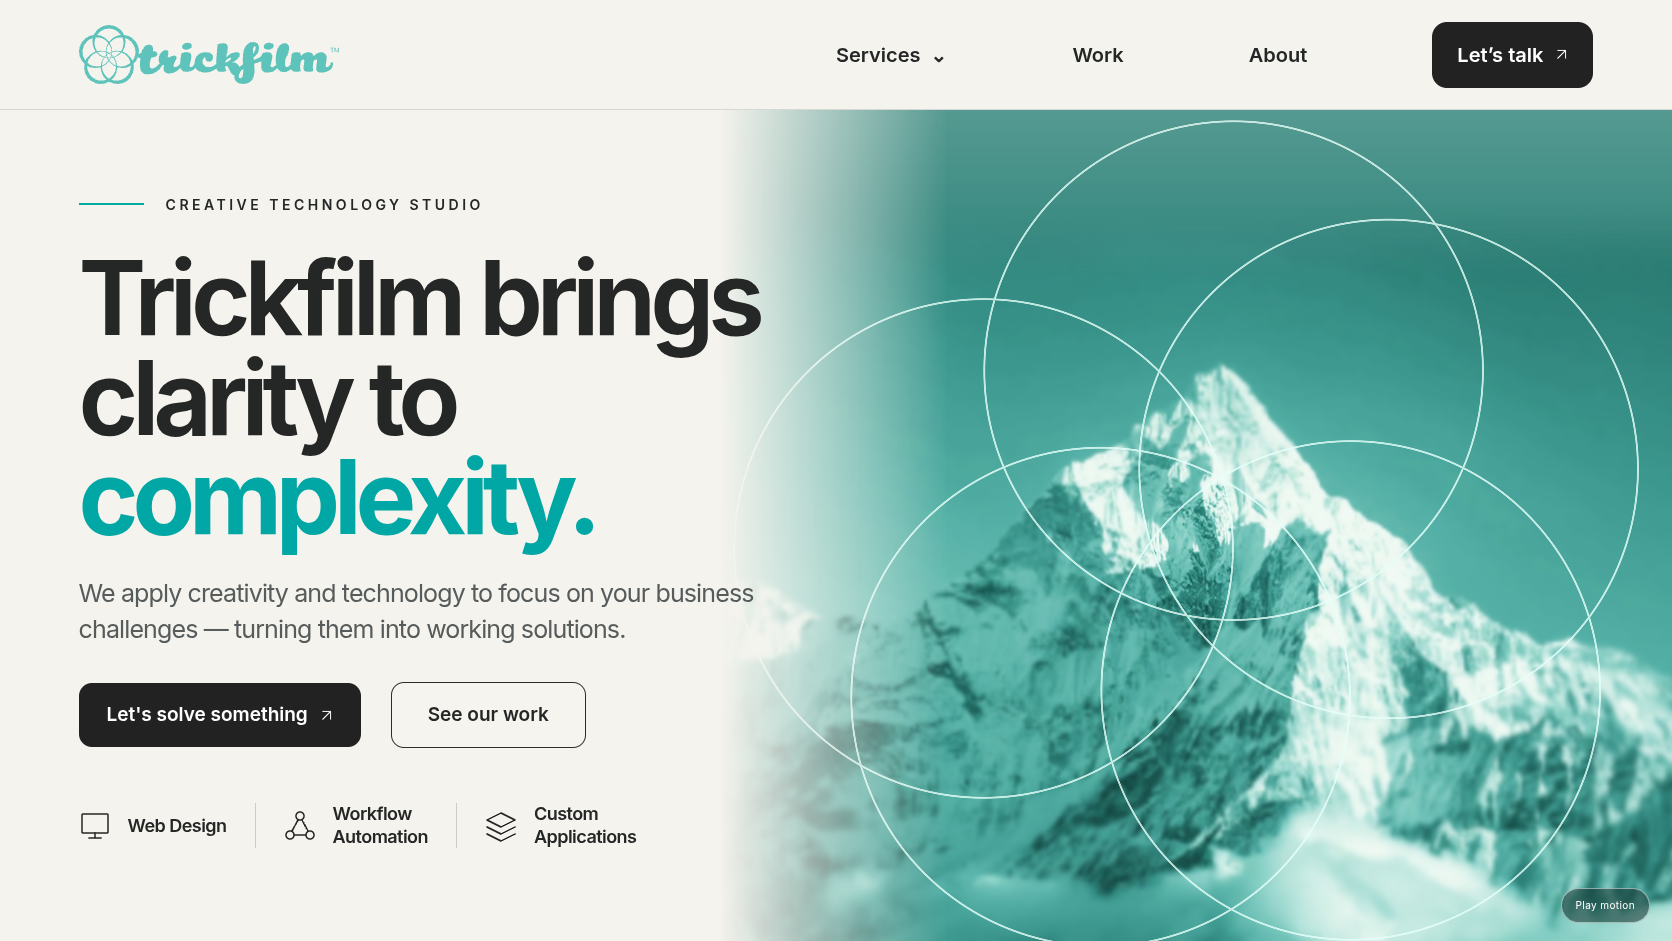 trickfilm™
Services
Work
About
Let’s talk
CREATIVE TECHNOLOGY STUDIO
Trickfilm brings
clarity to
complexity.
We apply creativity and technology to focus on your business
challenges — turning them into working solutions.
Let's solve something
See our work
Web Design
Workflow
Automation
Custom
Applications
Play motion